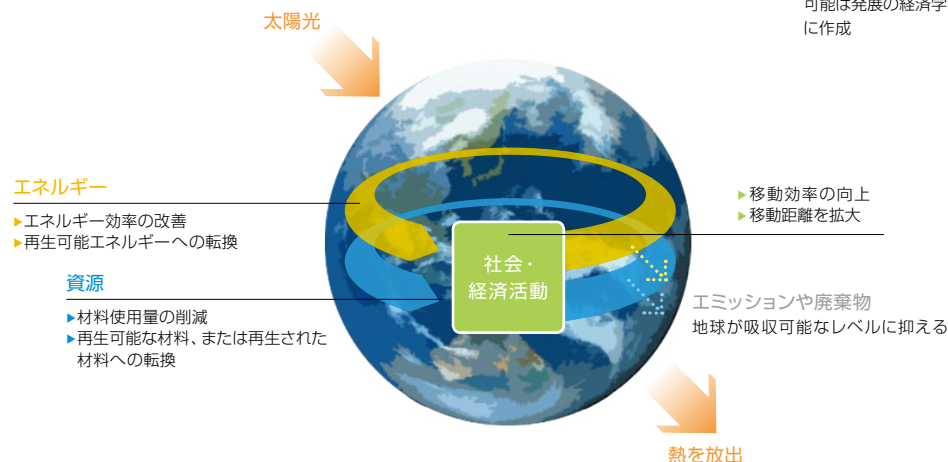 可能は発展の経済学
に作成
太陽光
エネルギー
▶エネルギー効率の改善
▶再生可能エネルギーへの転換
資源
▶材料使用量の削減
▶再生可能な材料、または再生された
材料への転換
社会・
経済活動
▶移動効率の向上
▶移動距離を拡大
エミッションや廃棄物
地球が吸収可能なレベルに抑える
熱を放出